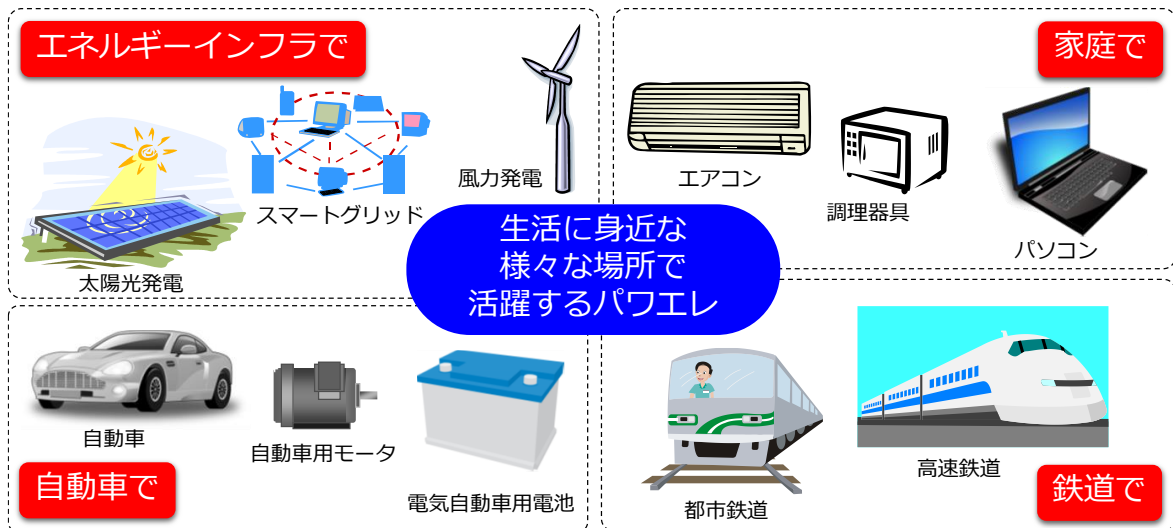 エネルギーインフラで
スマートグリッド
風力発電
太陽光発電
家庭で
エアコン
調理器具
パソコン
生活に身近な
様々な場所で
活躍するパワエレ
自動車
自動車用モータ
電気自動車用電池
自動車で
都市鉄道
高速鉄道
鉄道で